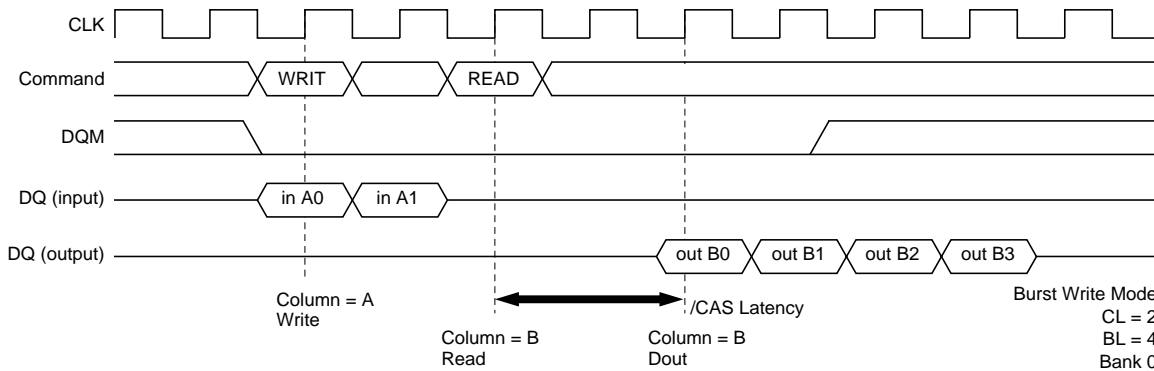 CLK
Command
WRIT
READ
DQM
DQ (input)
in A0
in A1
DQ (output)
out B0
out B1
out B2
out B3
Column = A
Write
/CAS Latency
Column = B
Read
Column = B
Dout
Burst Write Mode
CL = 2
BL = 4
Bank 0